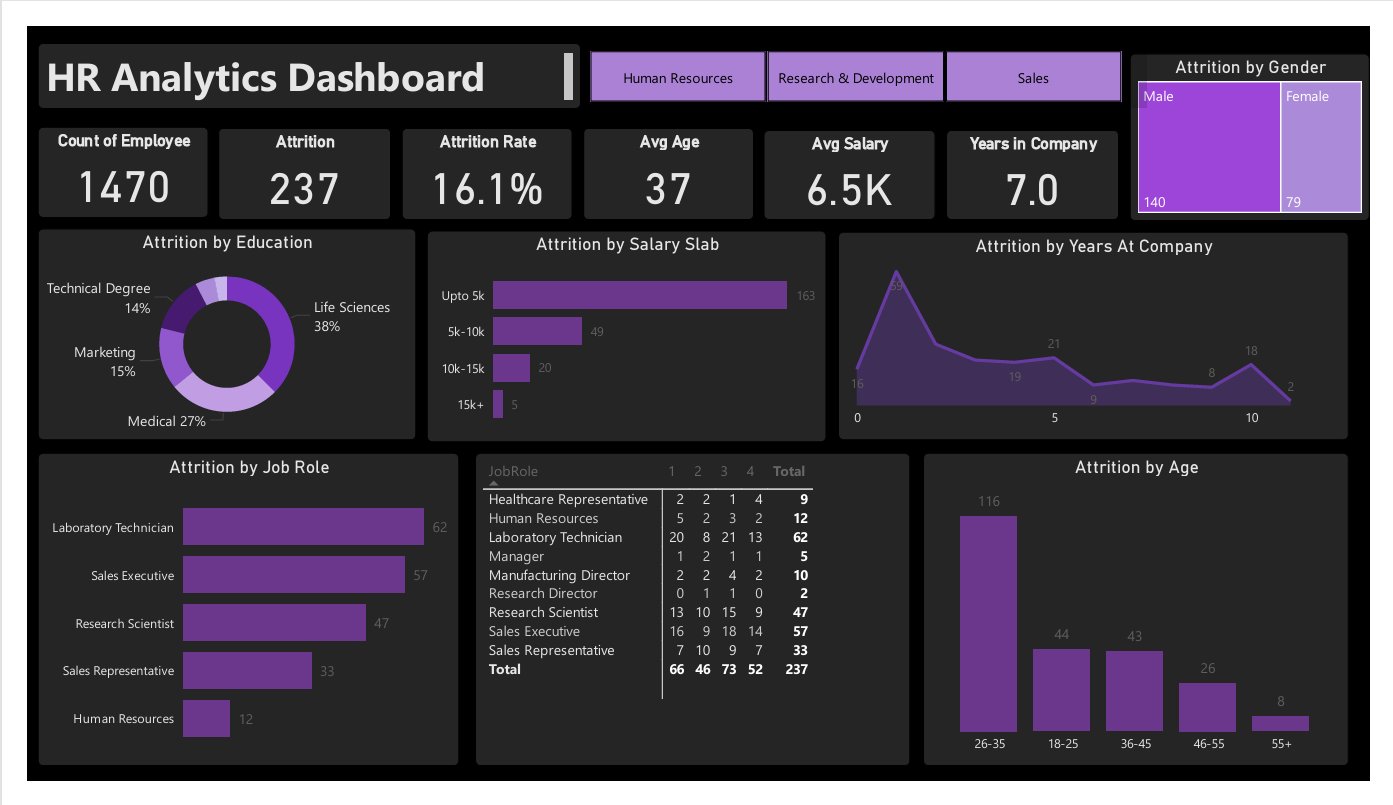 HR Analytics Dashboard
Human Resources
Research & Development
Sales
Attrition by Gender
Male
Female
140
79
Count of Employee
1470
Attrition
237
Attrition Rate
16.1%
Avg Age
37
Avg Salary
6.5K
Years in Company
7.0
Attrition by Education
Technical Degree
14%
Life Sciences
38%
Marketing
15%
Medical 27%
Attrition by Salary Slab
Upto 5k 163
5k-10k 49
10k-15k 20
15k+ 5
Attrition by Years At Company
59
16
19
21
9
8
18
2
0 5 10
Attrition by Job Role
Laboratory Technician 62
Sales Executive 57
Research Scientist 47
Sales Representative 33
Human Resources 12
JobRole 1 2 3 4 Total
Healthcare Representative 2 2 1 4 9
Human Resources 5 2 3 2 12
Laboratory Technician 20 8 21 13 62
Manager 1 2 1 1 5
Manufacturing Director 2 2 4 2 10
Research Director 0 1 1 0 2
Research Scientist 13 10 15 9 47
Sales Executive 16 9 18 14 57
Sales Representative 7 10 9 7 33
Total 66 46 73 52 237
Attrition by Age
116
44
43
26
8
26-35 18-25 36-45 46-55 55+